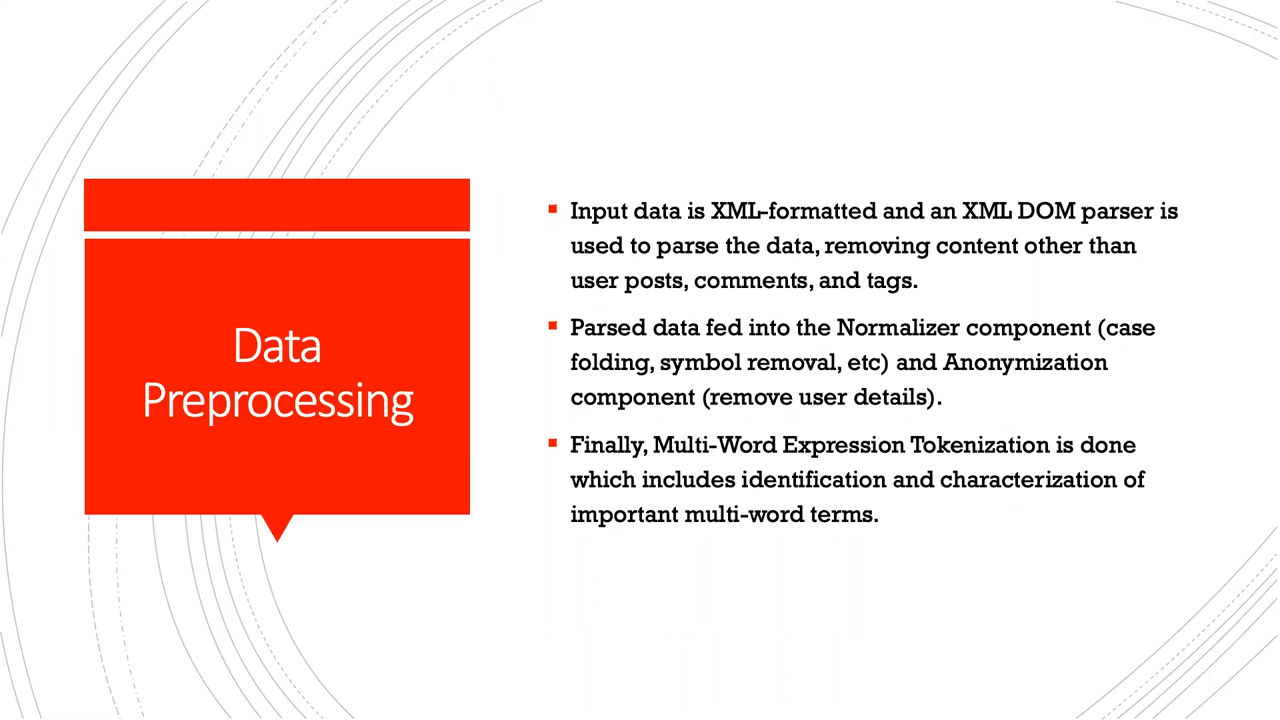 Data
Preprocessing
Input data is XML-formatted and an XML DOM parser is
used to parse the data, removing content other than
user posts, comments, and tags.
Parsed data fed into the Normalizer component (case
folding, symbol removal, etc) and Anonymization
component (remove user details).
Finally, Multi-Word Expression Tokenization is done
which includes identification and characterization of
important multi-word terms.